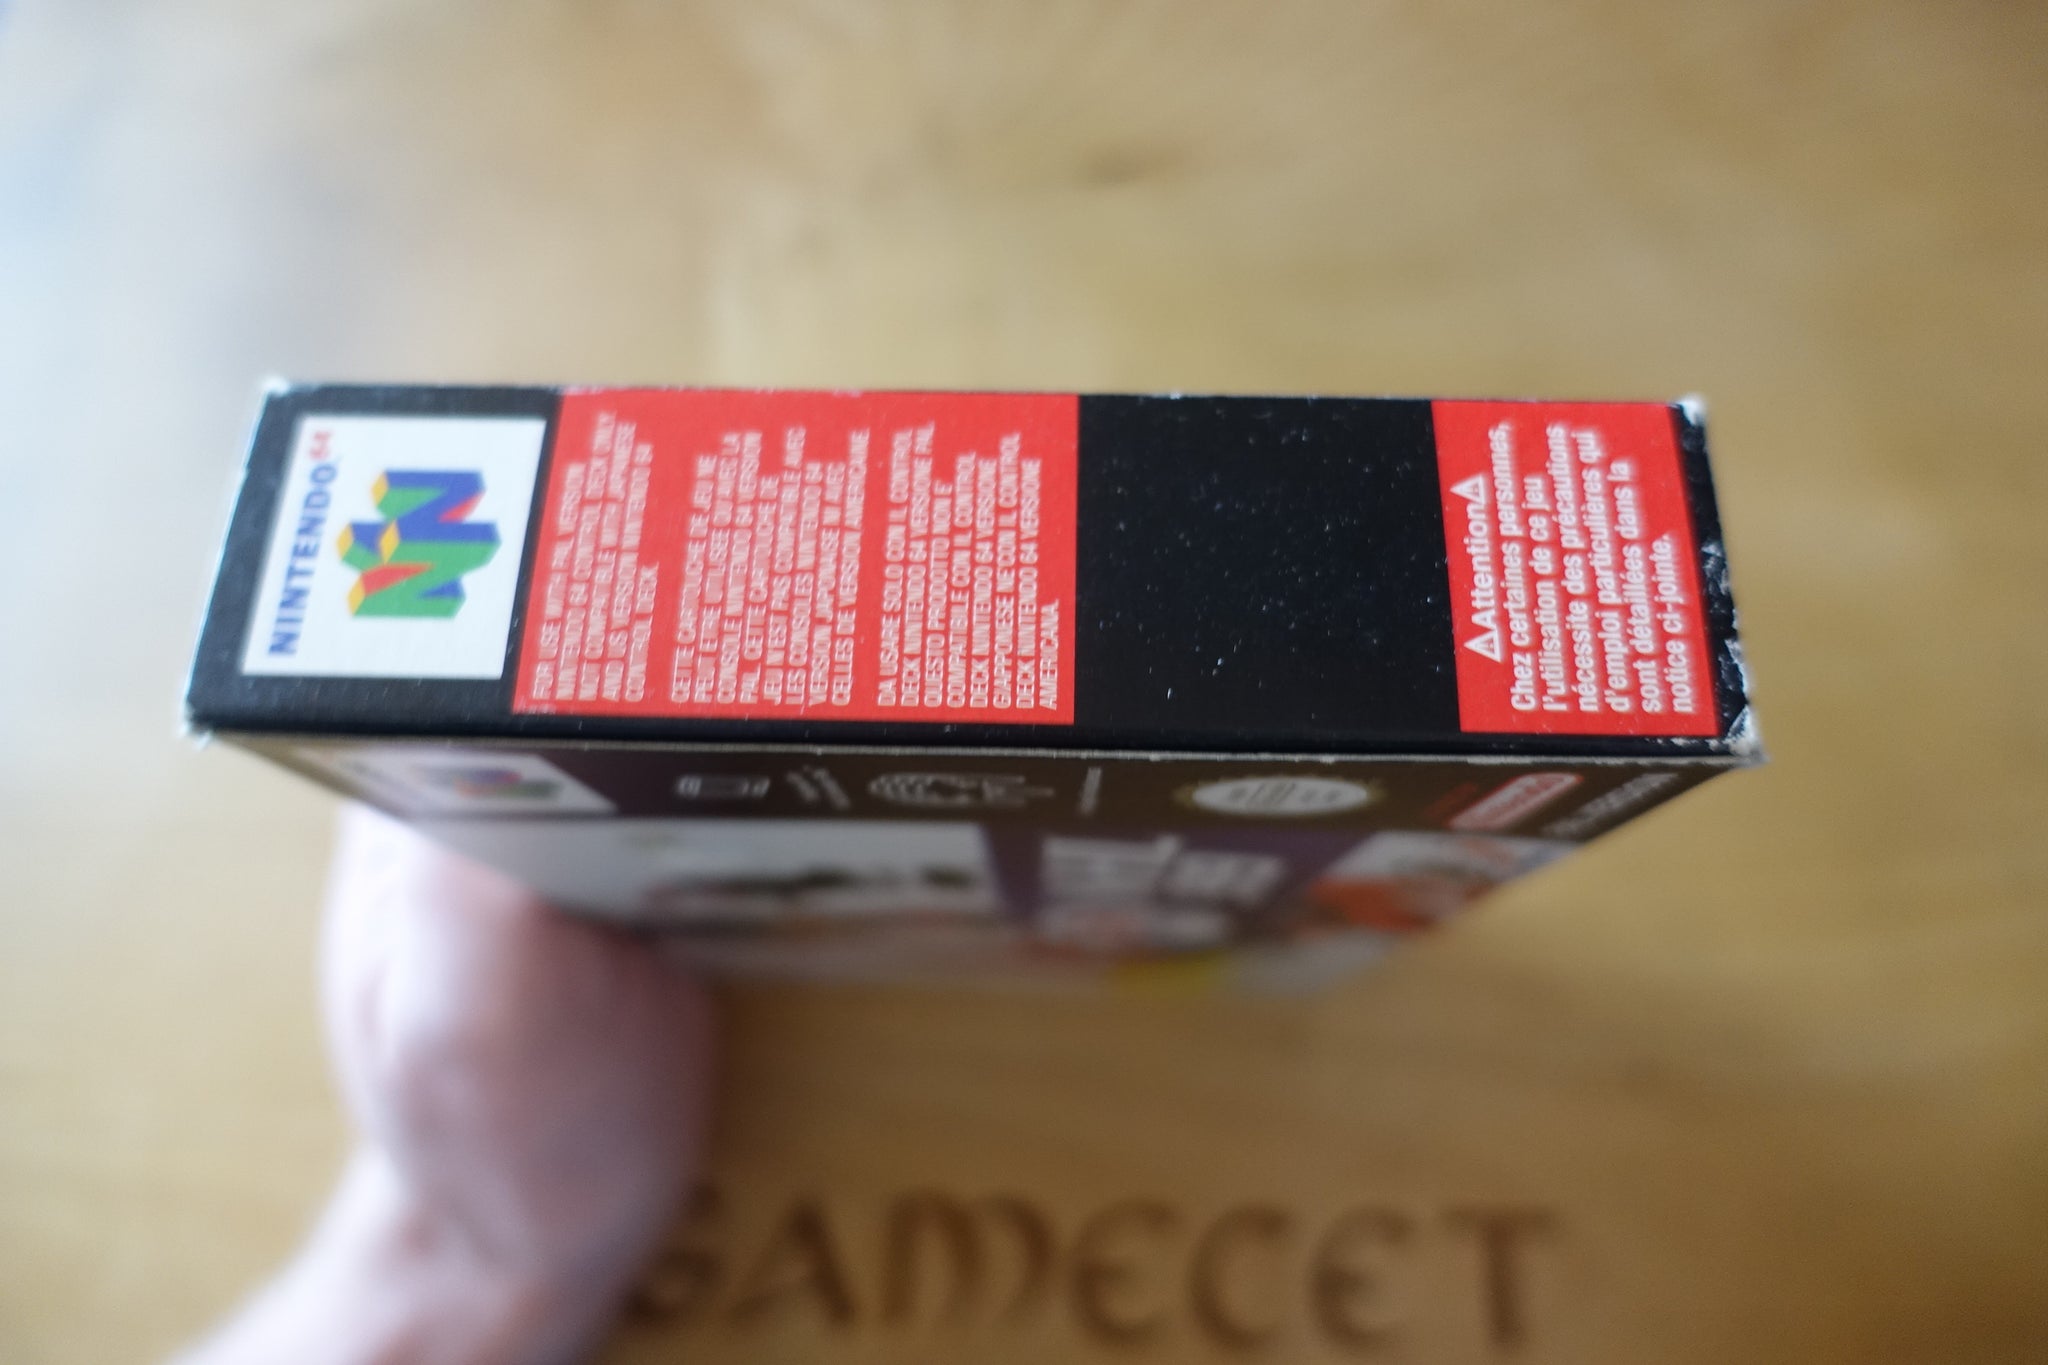 NINTENDO 64
FOR USE WITH PAL VERSION
NINTENDO 64 CONTROL DECK ONLY
NOT COMPATIBLE WITH JAPANESE
AND US VERSION NINTENDO 64
CONTROL DECK
CETTE CARTOUCHE DE JEU NE
PEUT ETRE UTILISEE QU'AVEC LA
CONSOLE NINTENDO 64 VERSION
PAL. CETTE CARTOUCHE DE
JEU N'EST PAS COMPATIBLE AVEC
LES CONSOLES NINTENDO 64
VERSION JAPONAISE NI AVEC
CELLES DE VERSION AMERICAINE.
DA USARE SOLO CON IL CONTROL
DECK NINTENDO 64 VERSIONE PAL.
QUESTO PRODOTTO NON E'
COMPATIBILE CON IL CONTROL
DECK NINTENDO 64 VERSIONE
GIAPPONESE NE CON IL CONTROL
DECK NINTENDO 64 VERSIONE
AMERICANA
⚠Attention⚠
Chez certaines personnes,
l'utilisation de ce jeu
nécessite des précautions
d'emploi particulières qui
sont détaillées dans la
notice ci-jointe.
GAMECET